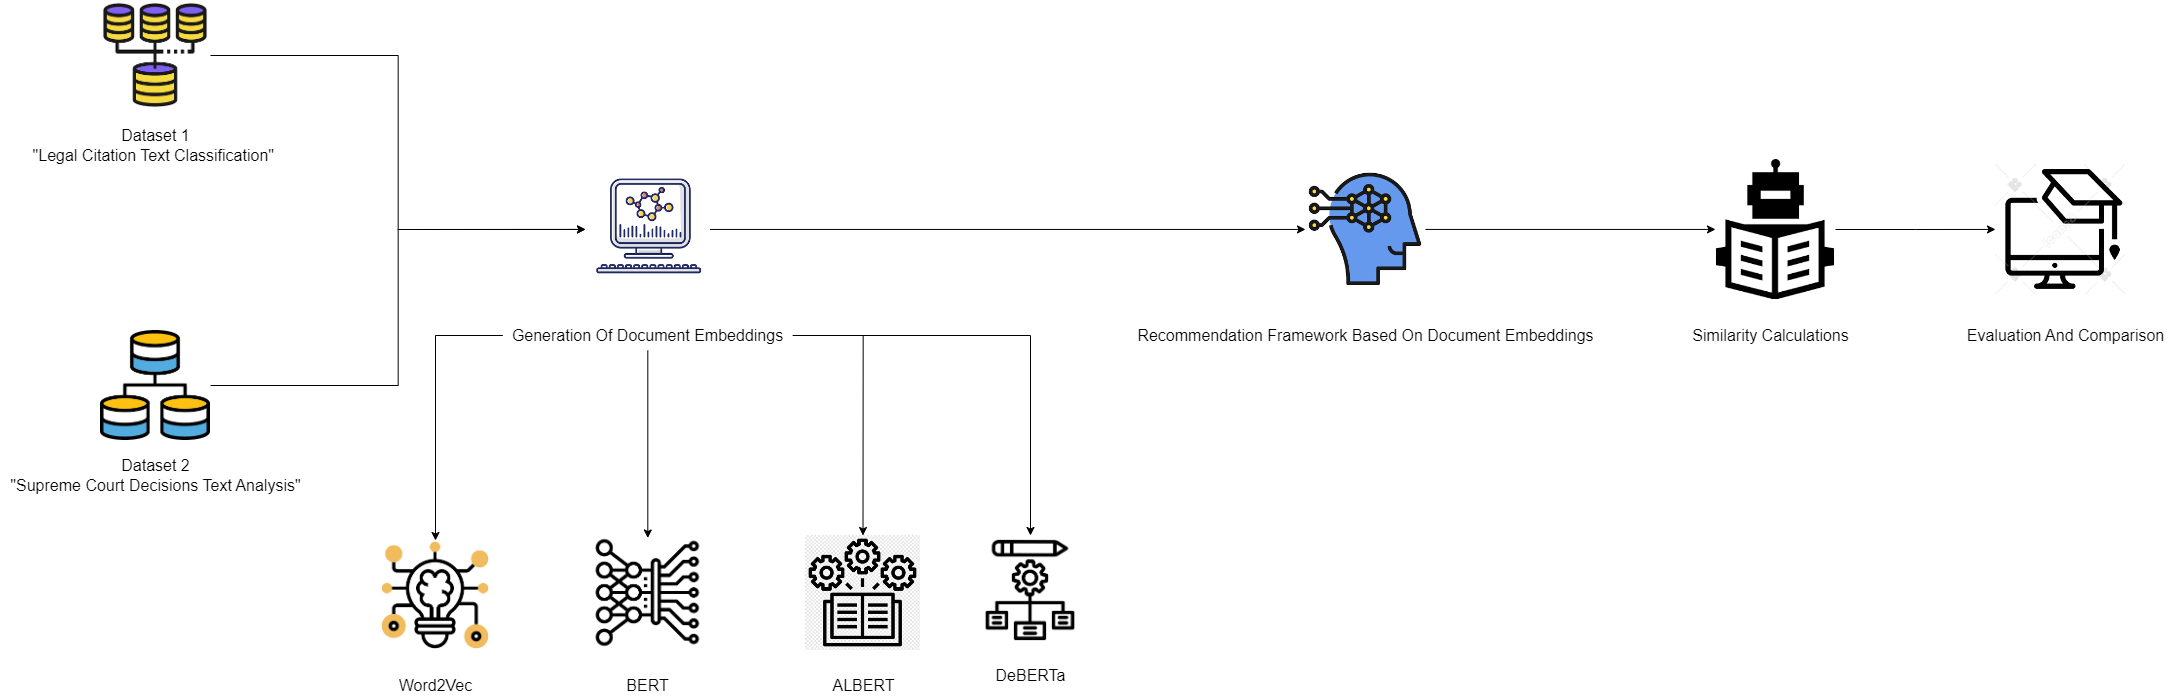 Dataset 1
"Legal Citation Text Classification"
Generation Of Document Embeddings
Recommendation Framework Based On Document Embeddings
Similarity Calculations
Evaluation And Comparison
Dataset 2
"Supreme Court Decisions Text Analysis"
Word2Vec
BERT
ALBERT
DeBERTa